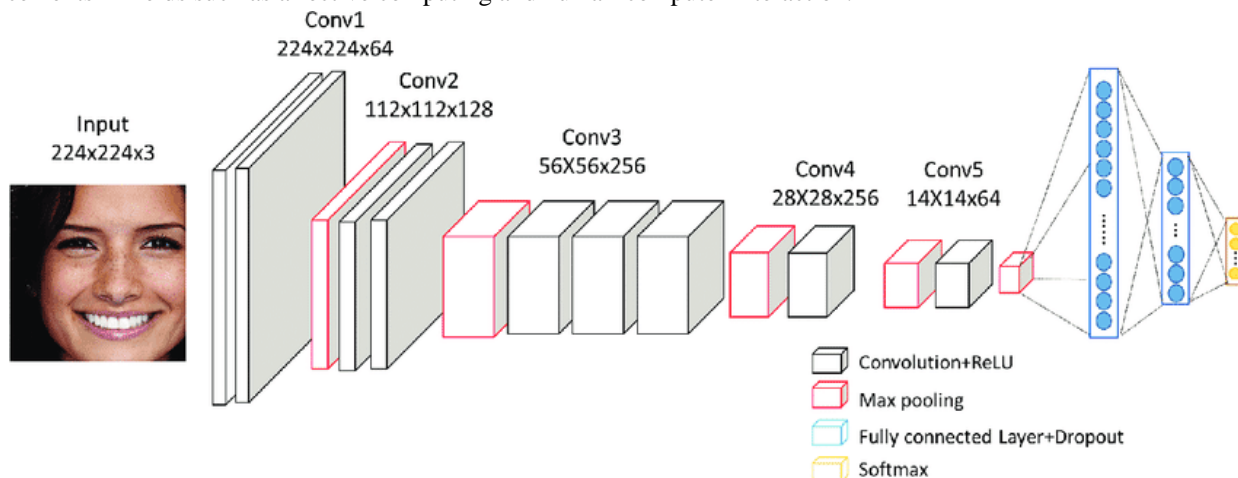 Conv1
224x224x64
Conv2
112x112x128
Input
224x224x3
Conv3
56X56x256
Conv4
28X28x256
Conv5
14X14x64
Convolution+ReLU
Max pooling
Fully connected Layer+Dropout
Softmax